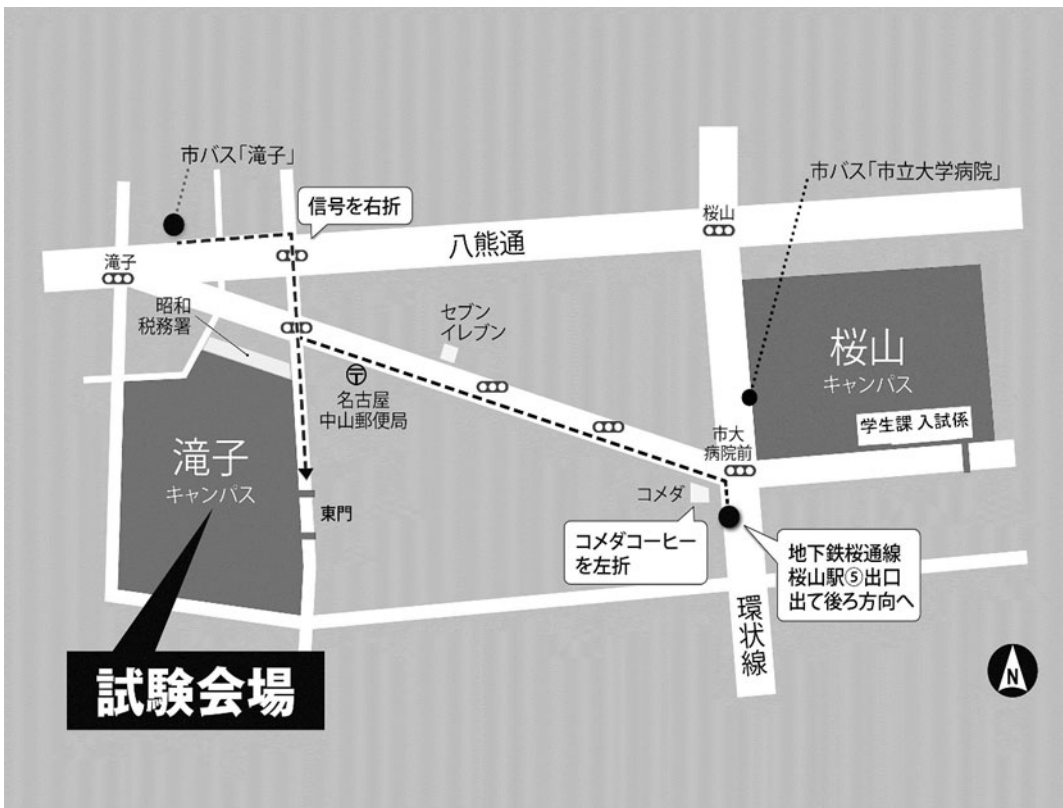 市バス「滝子」
信号を右折
市バス「市立大学病院」
桜山
八熊通
滝子
昭和
税務署
セブン
イレブン
桜山
キャンパス
〒
名古屋
中山郵便局
学生課 入試係
市大
病院前
滝子
キャンパス
コメダ
東門
コメダコーヒー
を左折
地下鉄桜通線
桜山駅⑤出口
出て後ろ方向へ
環状線
試験会場
N